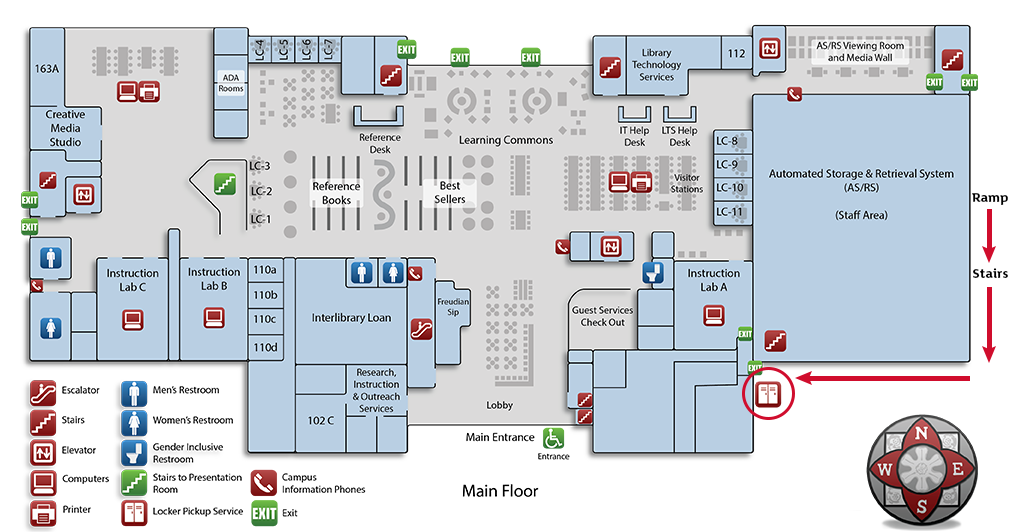 163A
Creative
Media
Studio
ADA
Rooms
LC-4
LC-5
LC-6
LC-7
EXIT
EXIT
EXIT
Reference
Desk
Learning Commons
Library
Technology
Services
112
AS/RS Viewing Room
and Media Wall
EXIT
EXIT
IT Help
Desk
LTS Help
Desk
LC-8
LC-9
LC-10
LC-11
Visitor
Stations
Automated Storage & Retrieval System
(AS/RS)
(Staff Area)
Ramp
Stairs
LC-3
LC-2
LC-1
Reference
Books
Best
Sellers
EXIT
EXIT
Instruction
Lab C
Instruction
Lab B
110a
110b
110c
110d
Interlibrary Loan
Freudian
Sip
Guest Services
Check Out
Instruction
Lab A
EXIT
EXIT
Research,
Instruction
& Outreach
Services
102 C
Lobby
Main Entrance
Entrance
Main Floor
Escalator
Stairs
Elevator
Computers
Printer
Men's Restroom
Women's Restroom
Gender Inclusive
Restroom
Stairs to Presentation
Room
Locker Pickup Service
Campus
Information Phones
EXIT
Exit
N
W
E
S